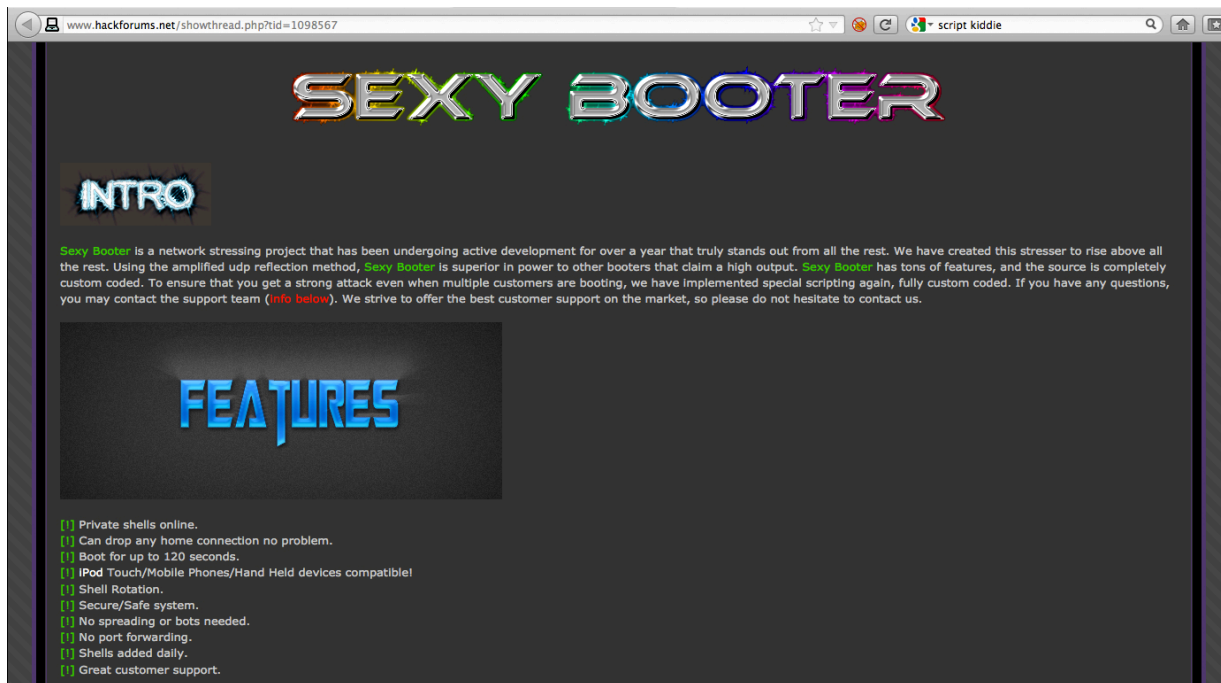 www.hackforums.net/showthread.php?tid=1098567
script kiddie
SEXY BOOTER
INTRO
Sexy Booter is a network stressing project that has been undergoing active development for over a year that truly stands out from all the rest. We have created this stresser to rise above all
the rest. Using the amplified udp reflection method, Sexy Booter is superior in power to other booters that claim a high output. Sexy Booter has tons of features, and the source is completely
custom coded. To ensure that you get a strong attack even when multiple customers are booting, we have implemented special scripting again, fully custom coded. If you have any questions,
you may contact the support team (info below). We strive to offer the best customer support on the market, so please do not hesitate to contact us.
FEATURES
[!] Private shells online.
[!] Can drop any home connection no problem.
[!] Boot for up to 120 seconds.
[!] iPod Touch/Mobile Phones/Hand Held devices compatible!
[!] Shell Rotation.
[!] Secure/Safe system.
[!] No spreading or bots needed.
[!] No port forwarding.
[!] Shells added daily.
[!] Great customer support.